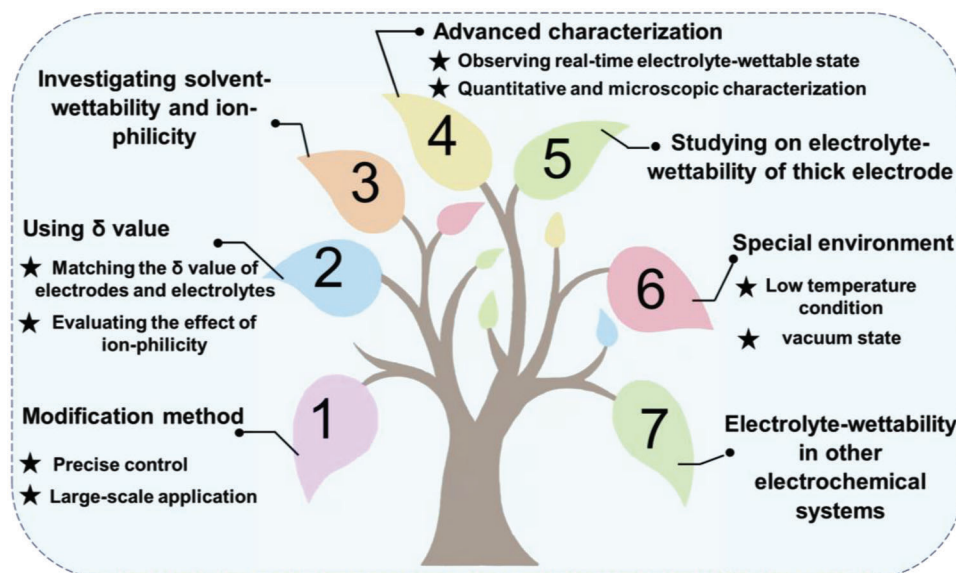 Modification method
★ Precise control
★ Large-scale application
1
Using δ value
★ Matching the δ value of
electrodes and electrolytes
★ Evaluating the effect of
ion-philicity
2
Investigating solvent-
wettability and ion-
philicity
3
Advanced characterization
★ Observing real-time electrolyte-wettable state
★ Quantitative and microscopic characterization
4
Studying on electrolyte-
wettability of thick electrode
5
Special environment
★ Low temperature
condition
★ vacuum state
6
Electrolyte-wettability
in other
electrochemical
systems
7